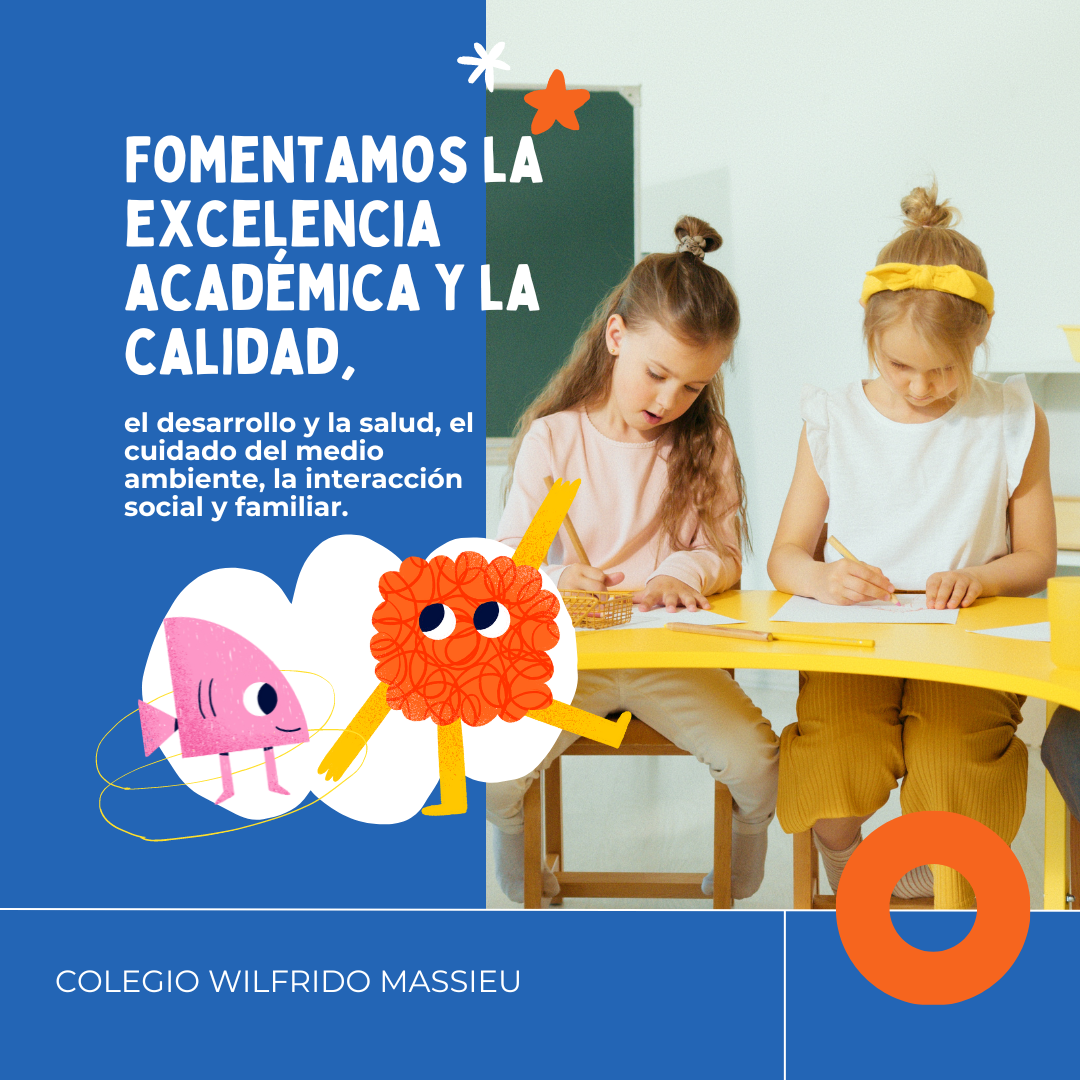 FOMENTAMOS LA
EXCELENCIA
ACADÉMICA Y LA
CALIDAD,
el desarrollo y la salud, el
cuidado del medio
ambiente, la interacción
social y familiar.
COLEGIO WILFRIDO MASSIEU